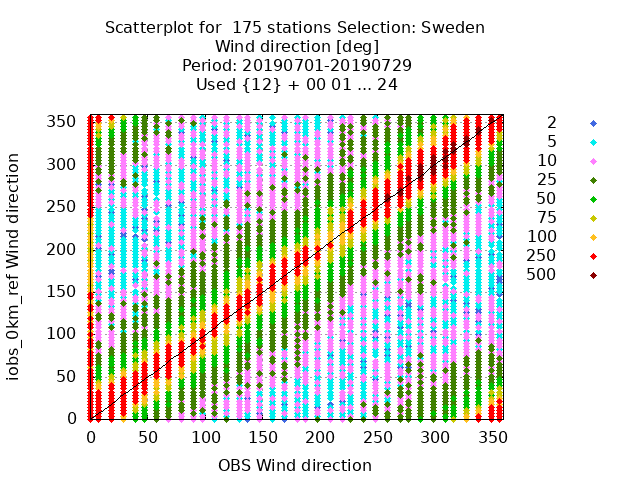 Scatterplot for  175 stations Selection: Sweden
Wind direction [deg]
Period: 20190701-20190729
Used {12} + 00 01 ... 24
350
300
250
200
150
100
50
0
iobs_0km_ref Wind direction
0 50 100 150 200 250 300 350
OBS Wind direction
2
5
10
25
50
75
100
250
500